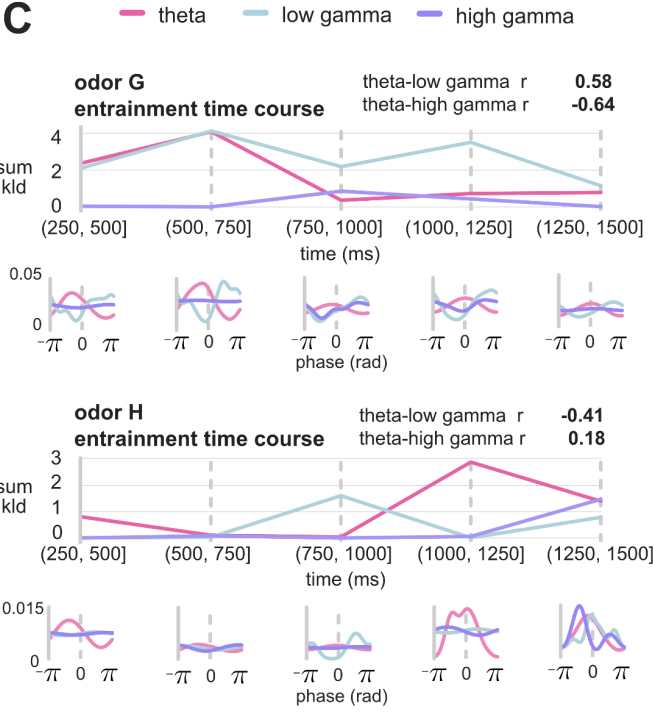 C
theta low gamma high gamma
odor G
entrainment time course
theta-low gamma r 0.58
theta-high gamma r -0.64
sum
kld
4
2
0
(250, 500] (500, 750] (750, 1000] (1000, 1250] (1250, 1500]
time (ms)
0.05
0
-π 0 π -π 0 π -π 0 π -π 0 π -π 0 π
phase (rad)
odor H
entrainment time course
theta-low gamma r -0.41
theta-high gamma r 0.18
sum
kld
3
2
1
0
(250, 500] (500, 750] (750, 1000] (1000, 1250] (1250, 1500]
time (ms)
0.015
0
-π 0 π -π 0 π -π 0 π -π 0 π -π 0 π
phase (rad)